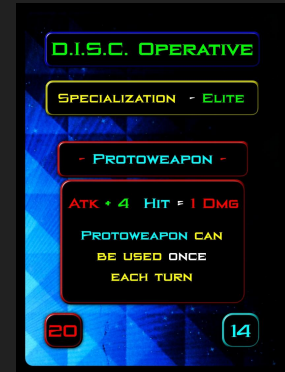 D.I.S.C. Operative
Specialization - Elite
- Protoweapon -
Atk + 4 Hit = 1 Dmg
Protoweapon can
be used once
each turn
20
14